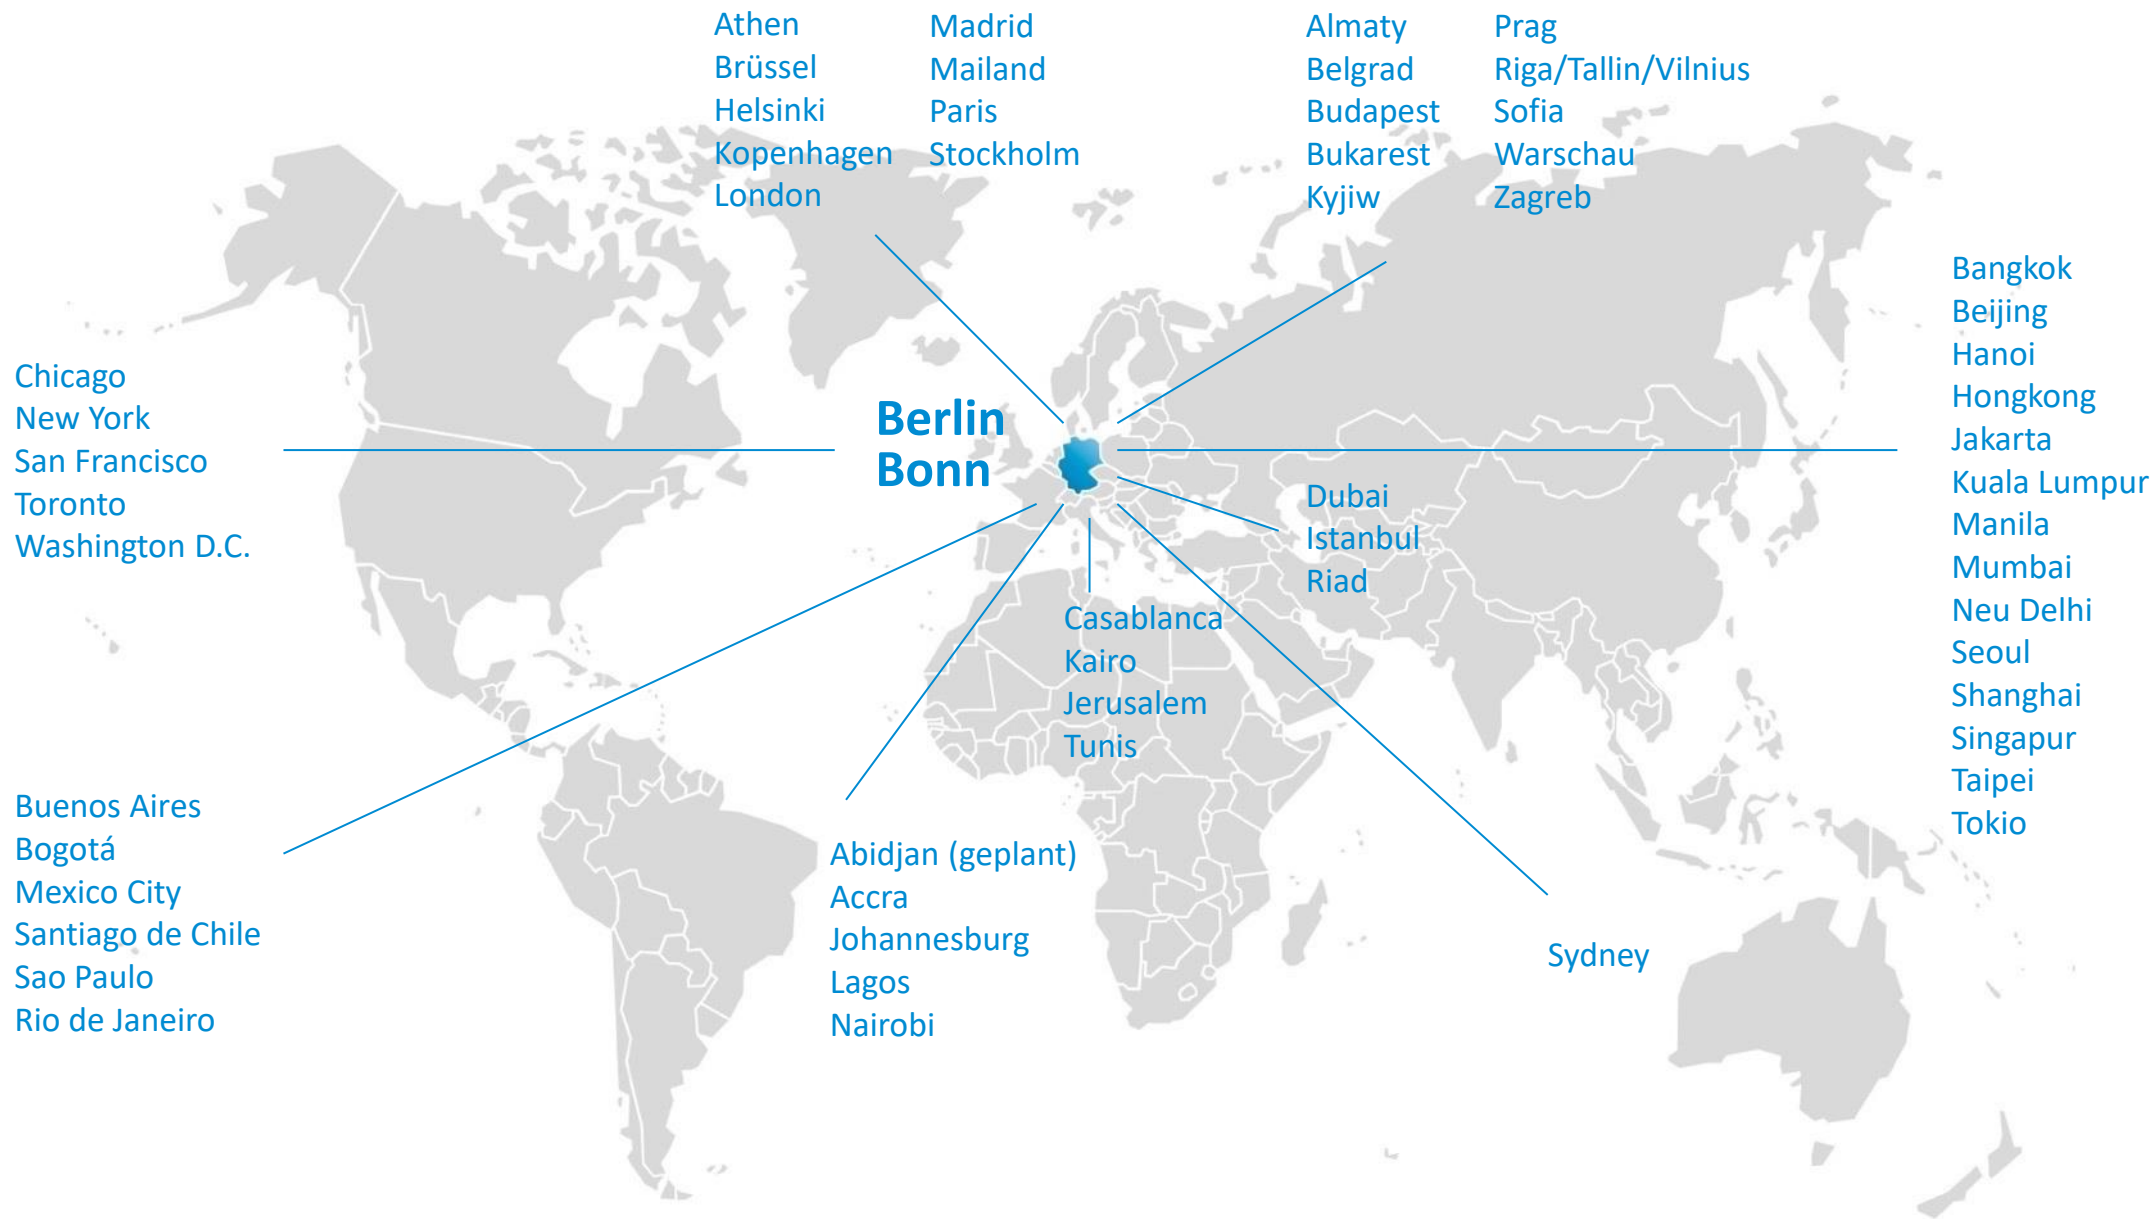 Athen
Brüssel
Helsinki
Kopenhagen
London
Madrid
Mailand
Paris
Stockholm
Almaty
Belgrad
Budapest
Bukarest
Kyjiw
Prag
Riga/Tallin/Vilnius
Sofia
Warschau
Zagreb
Chicago
New York
San Francisco
Toronto
Washington D.C.
Berlin
Bonn
Dubai
Istanbul
Riad
Bangkok
Beijing
Hanoi
Hongkong
Jakarta
Kuala Lumpur
Manila
Mumbai
Neu Delhi
Seoul
Shanghai
Singapur
Taipei
Tokio
Casablanca
Kairo
Jerusalem
Tunis
Buenos Aires
Bogotá
Mexico City
Santiago de Chile
Sao Paulo
Rio de Janeiro
Abidjan (geplant)
Accra
Johannesburg
Lagos
Nairobi
Sydney